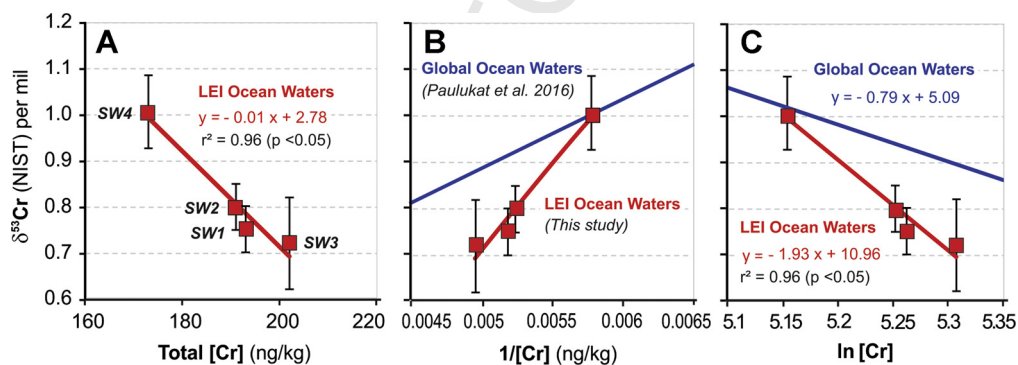 A
B
C
δ⁵³Cr (NIST) per mil
1.2
1.1
1.0
0.9
0.8
0.7
0.6
SW4
LEI Ocean Waters
y = - 0.01 x + 2.78
r² = 0.96 (p <0.05)
SW2
SW1
SW3
160
180
200
220
Total [Cr] (ng/kg)
Global Ocean Waters
(Paulukat et al. 2016)
LEI Ocean Waters
(This study)
0.0045
0.005
0.0055
0.006
0.0065
1/[Cr] (ng/kg)
Global Ocean Waters
y = - 0.79 x + 5.09
LEI Ocean Waters
y = - 1.93 x + 10.96
r² = 0.96 (p <0.05)
5.1
5.15
5.2
5.25
5.3
5.35
ln [Cr]